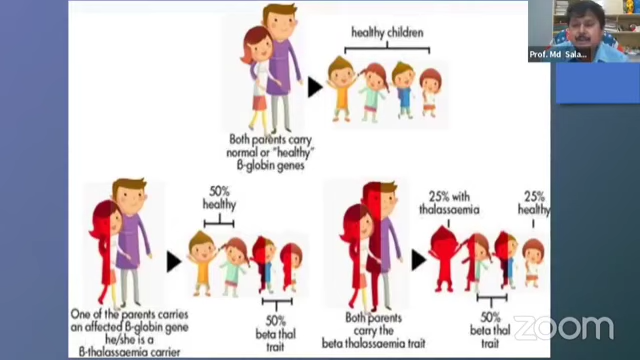 Prof. Md Sala...
healthy children
Both parents carry
normal or "healthy"
β-globin genes
50%
healthy
One of the parents carries
an affected β-globin gene
he/she is a
β-thalassaemia carrier
50%
beta thal
trait
25% with
thalassaemia
25%
healthy
Both parents
carry the
beta thalassaemia trait
50%
beta thal
trait
zoom